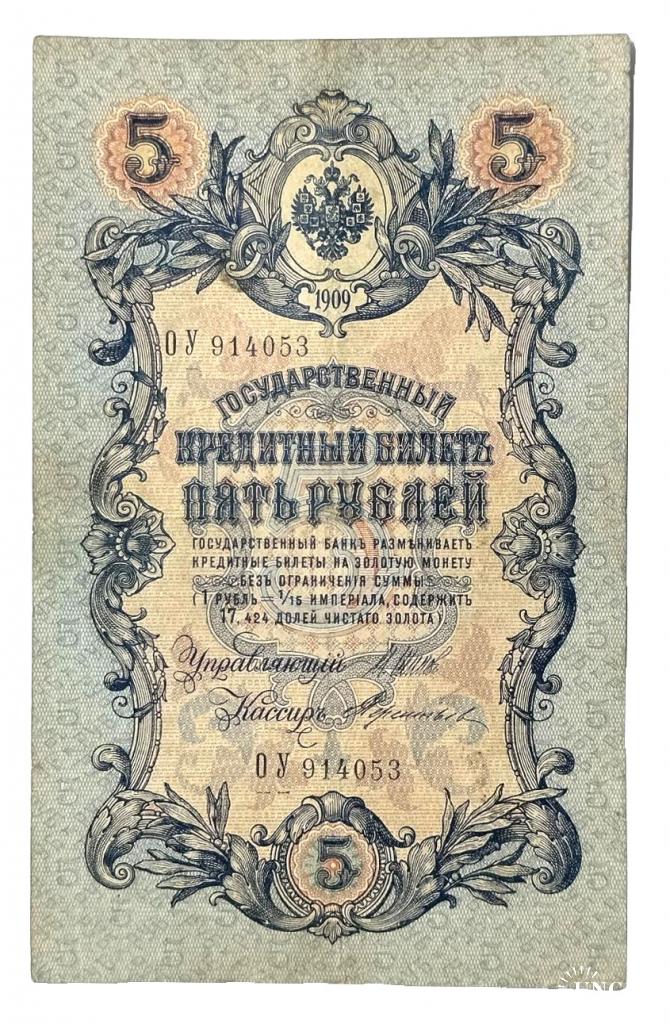 5 5
1909
ОУ 914053
ГОСУДАРСТВЕННЫЙ
КРЕДИТНЫЙ БИЛЕТЪ
ПЯТЬ РУБЛЕЙ
5
ГОСУДАРСТВЕННЫЙ БАНКЪ РАЗМѢНИВАЕТЪ
КРЕДИТНЫЕ БИЛЕТЫ НА ЗОЛОТУЮ МОНЕТУ
БЕЗЪ ОГРАНИЧЕНІЯ СУММЫ
(1 РУБЛЬ = 1/15 ИМПЕРІАЛА, СОДЕРЖИТЪ
17,424 ДОЛЕЙ ЧИСТАГО ЗОЛОТА)
Управляющій
Кассиръ
ОУ 914053
5